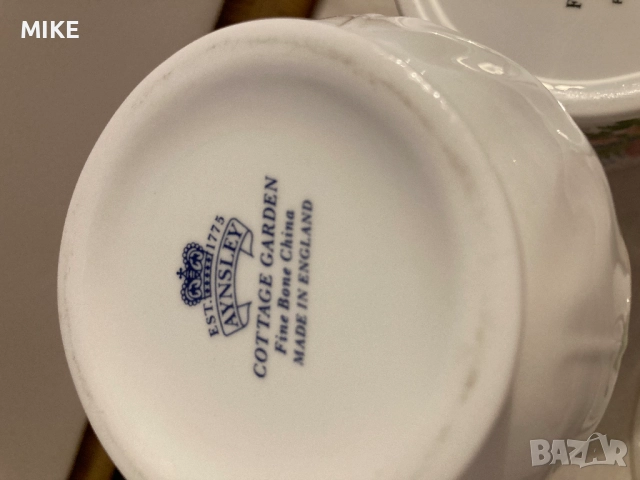 MIKE
EST. 1775
AYNSLEY
COTTAGE GARDEN
Fine Bone China
MADE IN ENGLAND
BAZAR